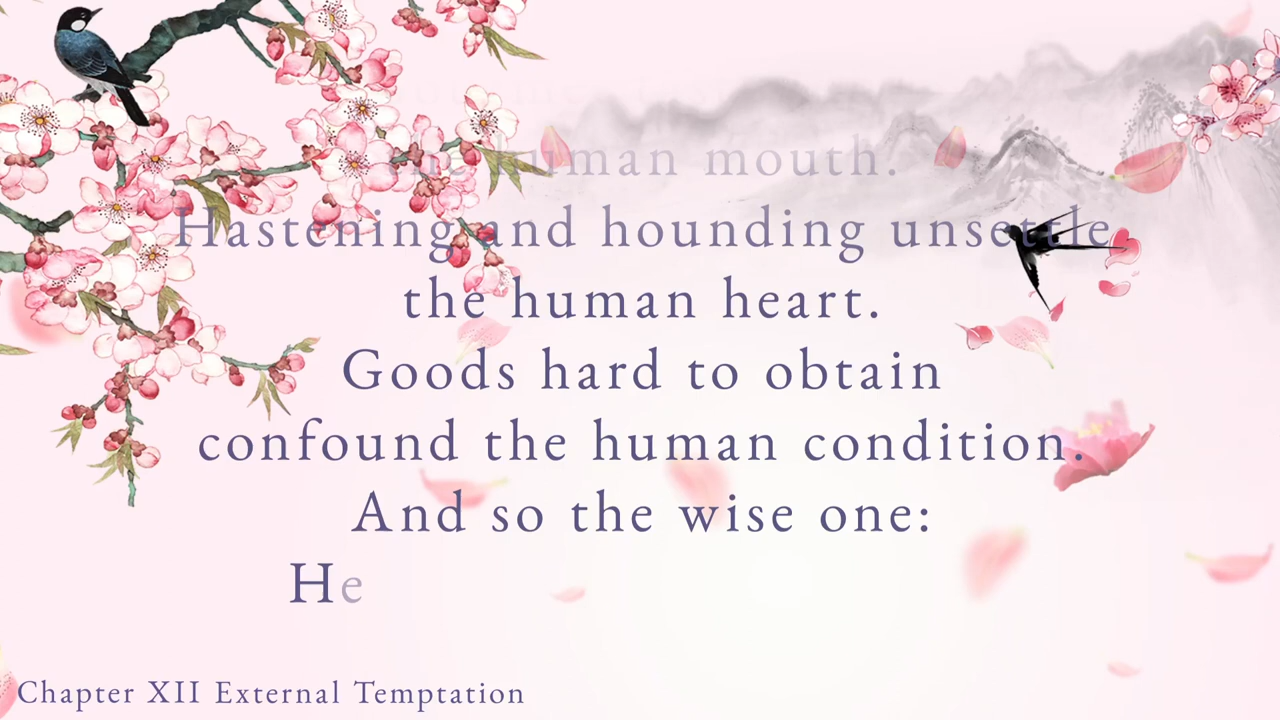 the human mouth.
Hastening and hounding unsettle
the human heart.
Goods hard to obtain
confound the human condition.
And so the wise one:
He
Chapter XII External Temptation